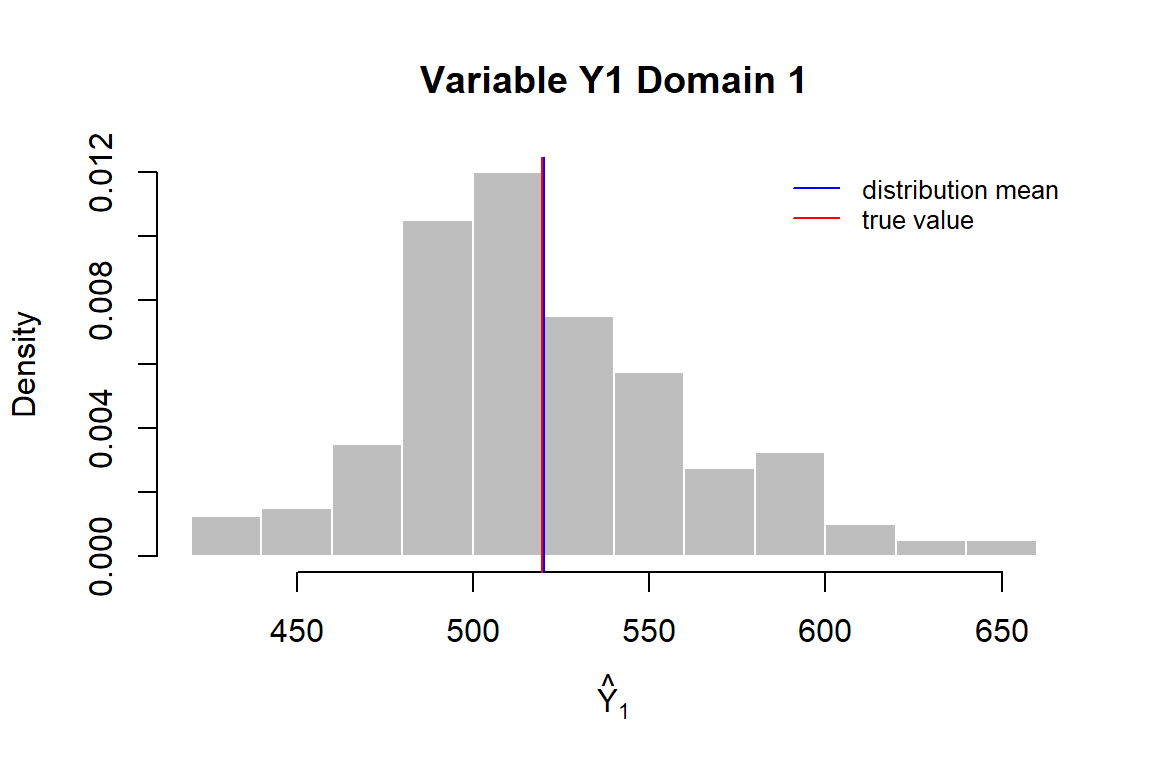 Variable Y1 Domain 1
distribution mean
true value
Density
0.012
0.008
0.004
0.000
450 500 550 600 650
Ŷ₁